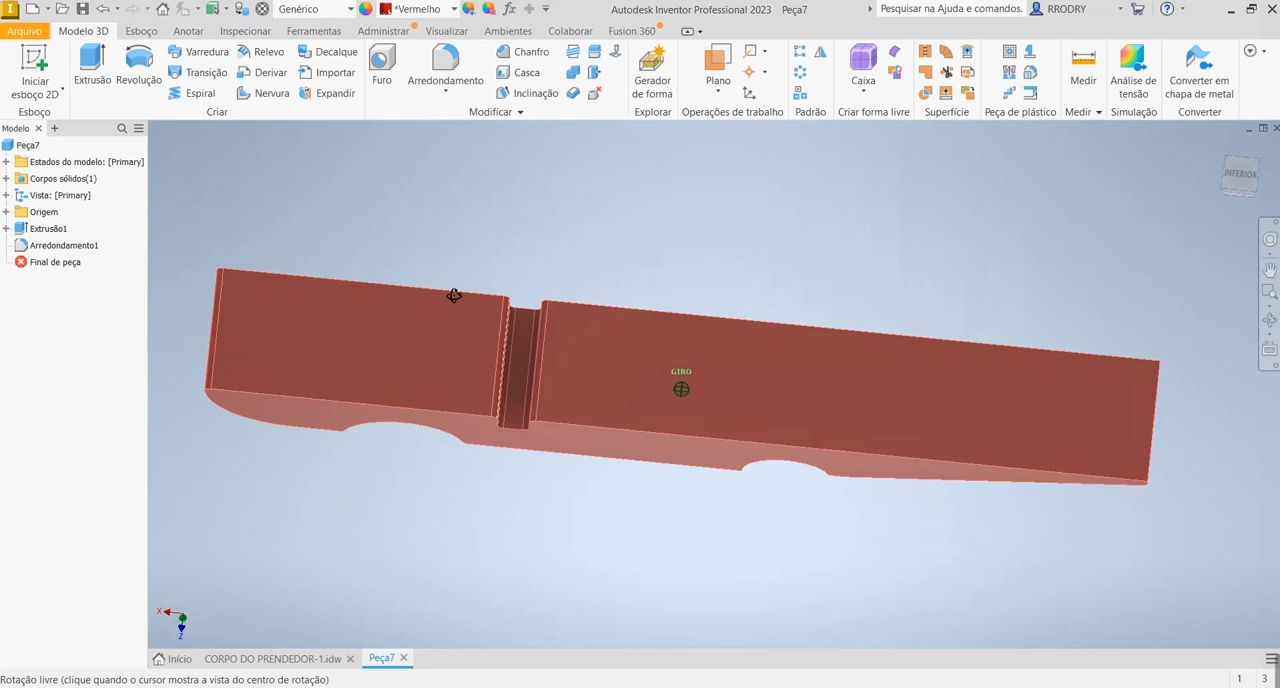 Genérico
*Vermelho
Autodesk Inventor Professional 2023 Peça7
Pesquisar na Ajuda e comandos.
RRODRY
Arquivo Modelo 3D Esboço Anotar Inspecionar Ferramentas Administrar Visualizar Ambientes Colaborar Fusion 360
Iniciar
esboço 2D
Esboço
Extrusão
Revolução
Varredura
Transição
Espiral
Relevo
Derivar
Nervura
Decalque
Importar
Expandir
Criar
Furo
Arredondamento
Chanfro
Casca
Inclinação
Modificar
Gerador
de forma
Explorar
Plano
Operações de trabalho
Padrão
Caixa
Criar forma livre
Superfície
Peça de plástico
Medir
Medir
Análise de
tensão
Simulação
Converter em
chapa de metal
Converter
Modelo
Peça7
Estados do modelo: [Primary]
Corpos sólidos(1)
Vista: [Primary]
Origem
Extrusão1
Arredondamento1
Final de peça
INFERIOR
GIRO
X
Z
Início
CORPO DO PRENDEDOR-1.idw
Peça7
Rotação livre (clique quando o cursor mostra a vista do centro de rotação)
1 3